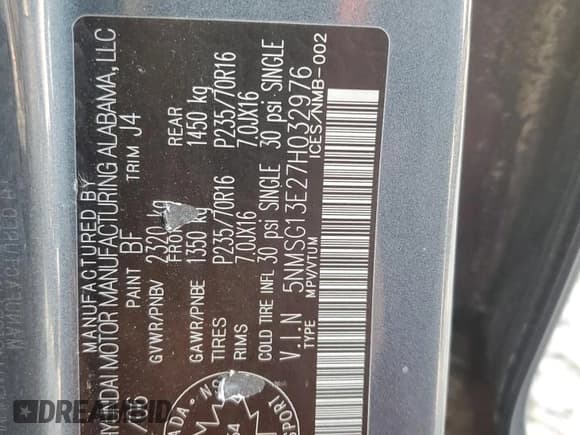 MANUFACTURED BY
HYUNDAI MOTOR MANUFACTURING ALABAMA, LLC
PAINT BF TRIM J4
GVWR/PNBV 2320 kg
FRO REAR
GAWR/PNBE 1350 kg 1450 kg
TIRES P235/70R16 P235/70R16
RIMS 7.0JX16 7.0JX16
COLD TIRE INFL 30 psi SINGLE 30 psi SINGLE
V.I.N 5NMSG13E27H032976
TYPE MPV/VTUM ICES/NMB-002
DREAMBID